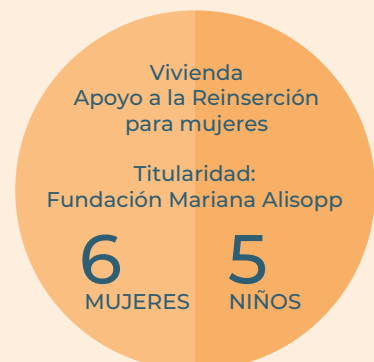 Vivienda
Apoyo a la Reinserción
para mujeres
Titularidad:
Fundación Mariana Alisopp
6 5
MUJERES NIÑOS